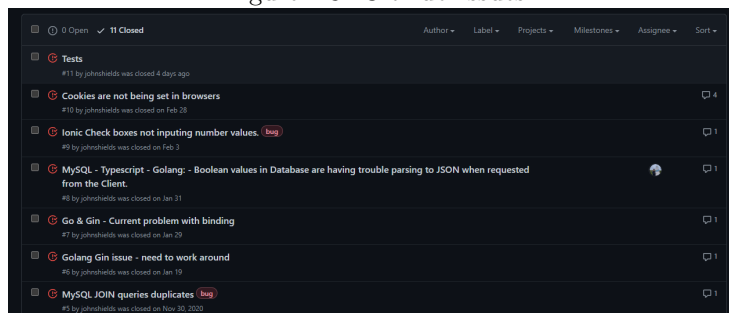 0 Open 11 Closed Author Label Projects Milestones Assignee Sort
Tests
#11 by johnshields was closed 4 days ago
Cookies are not being set in browsers 4
#10 by johnshields was closed on Feb 28
Ionic Check boxes not inputing number values. bug 1
#9 by johnshields was closed on Feb 3
MySQL - Typescript - Golang: - Boolean values in Database are having trouble parsing to JSON when requested 1
from the Client.
#8 by johnshields was closed on Jan 31
Go & Gin - Current problem with binding 1
#7 by johnshields was closed on Jan 29
Golang Gin issue - need to work around 1
#6 by johnshields was closed on Jan 19
MySQL JOIN queries duplicates bug 1
#5 by johnshields was closed on Nov 30, 2020